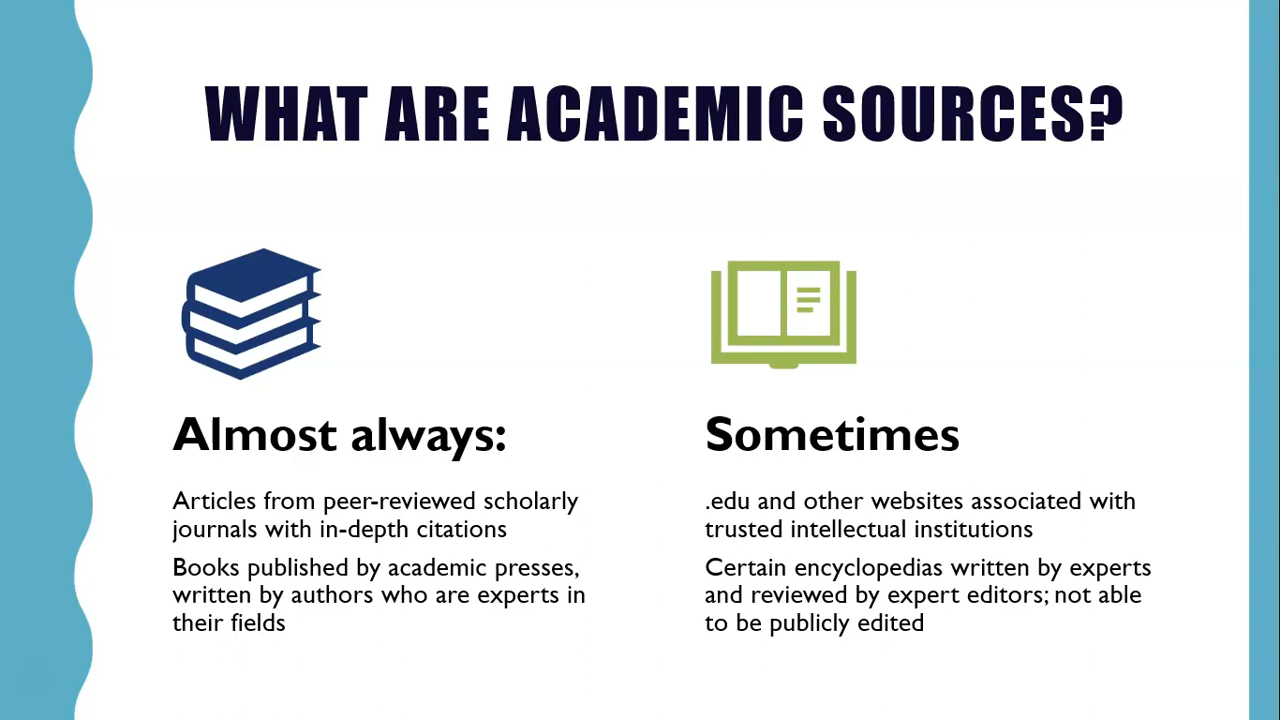 WHAT ARE ACADEMIC SOURCES?
Almost always:
Articles from peer-reviewed scholarly
journals with in-depth citations
Books published by academic presses,
written by authors who are experts in
their fields
Sometimes
.edu and other websites associated with
trusted intellectual institutions
Certain encyclopedias written by experts
and reviewed by expert editors; not able
to be publicly edited